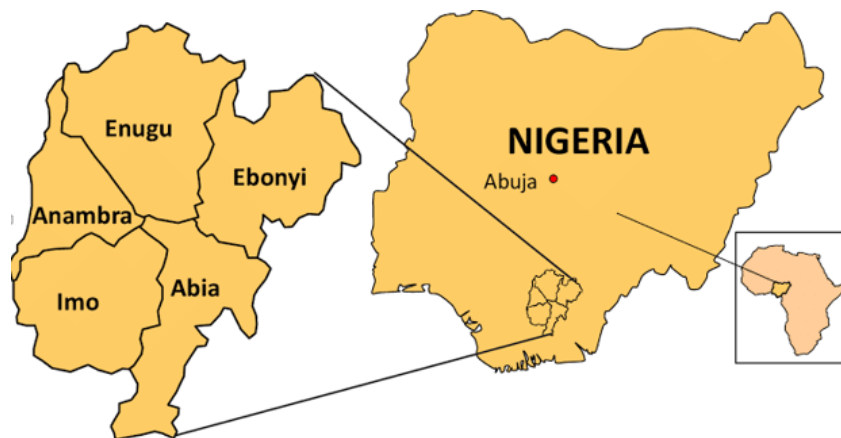 Enugu
Ebonyi
Anambra
Imo
Abia
NIGERIA
Abuja